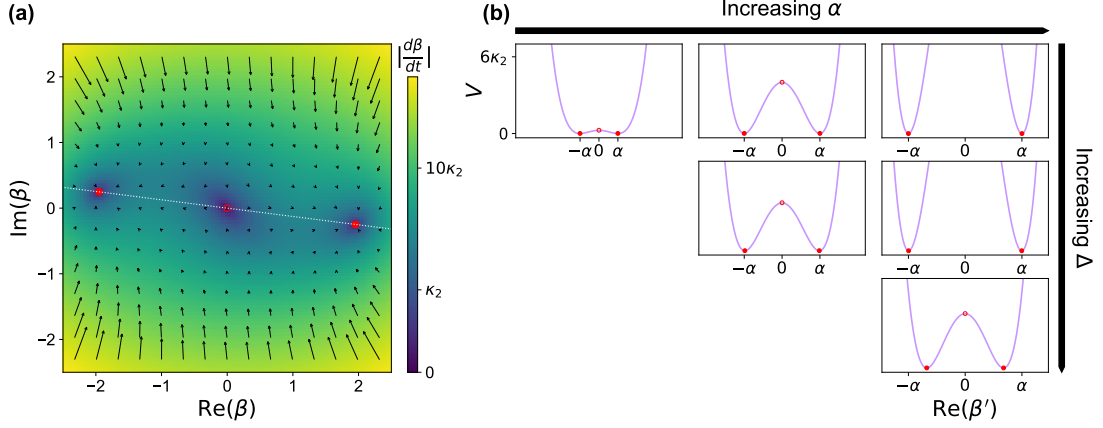 (a)
|dβ/dt|
2
1
0
−1
−2
Im(β)
−2
−1
0
1
2
Re(β)
10κ₂
κ₂
0
(b)
Increasing α
Increasing Δ
V
6κ₂
0
−α 0 α
−α 0 α
−α 0 α
−α 0 α
−α 0 α
−α 0 α
Re(β′)